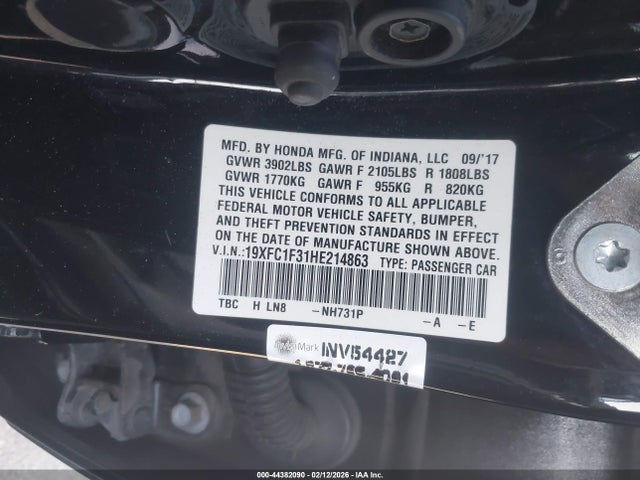 MFD. BY HONDA MFG. OF INDIANA, LLC 09/'17
GVWR 3902LBS GAWR F 2105LBS R 1808LBS
GVWR 1770KG GAWR F 955KG R 820KG
THIS VEHICLE CONFORMS TO ALL APPLICABLE
FEDERAL MOTOR VEHICLE SAFETY, BUMPER,
AND THEFT PREVENTION STANDARDS IN EFFECT
ON THE DATE OF MANUFACTURE SHOWN ABOVE.
V.I.N.:19XFC1F31HE214863 TYPE: PASSENGER CAR
TBC H LN8 -NH731P -A -E
iMark INV54427
000-44382090 - 02/12/2026 - IAA Inc.